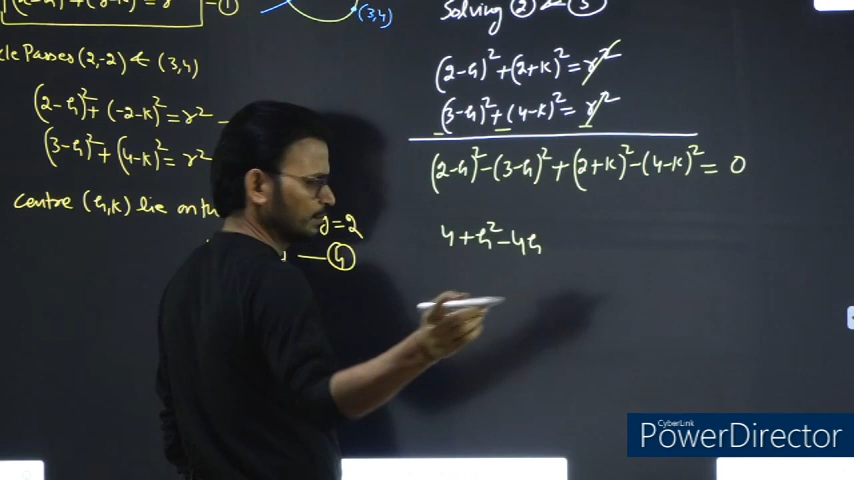 — ①
(3,4)
cle Passes (2,-2) & (3,4)
(2-h)²+(-2-k)²=r² –
(3-h)²+(4-k)²=r²
centre (h,k) lie on th
y=2
— ④
Solving ② & ③
(2-h)²+(2+k)²=r²
(3-h)²+(4-k)²=r²
(2-h)²-(3-h)²+(2+k)²-(4-k)²=0
4+h²-4h
CyberLink
PowerDirector